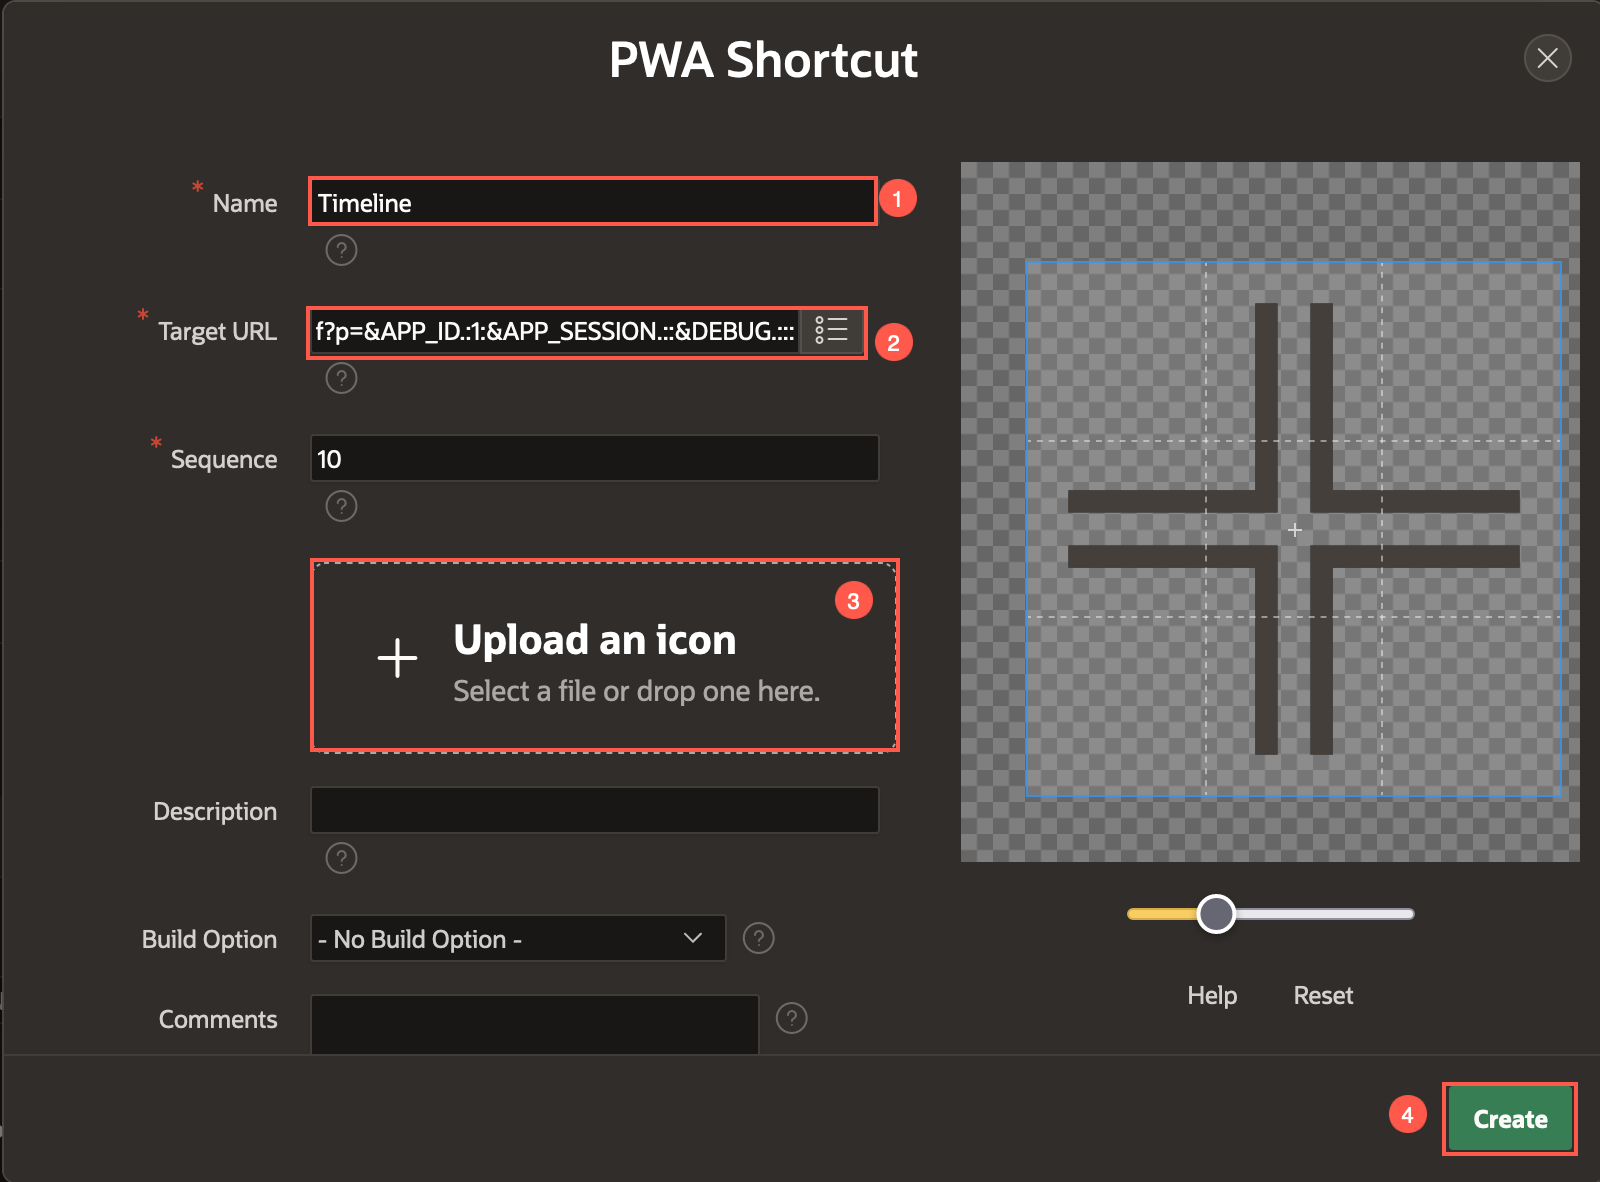 PWA Shortcut
* Name
Timeline
1
?
* Target URL
f?p=&APP_ID.:1:&APP_SESSION.::&DEBUG.:::
2
?
* Sequence
10
?
3
Upload an icon
Select a file or drop one here.
Description
?
Build Option
- No Build Option -
?
Comments
?
Help
Reset
4
Create